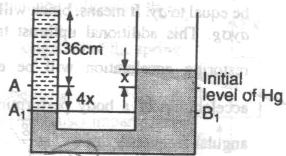 36cm
x
A
Initial
level of Hg
4x
A₁
B₁